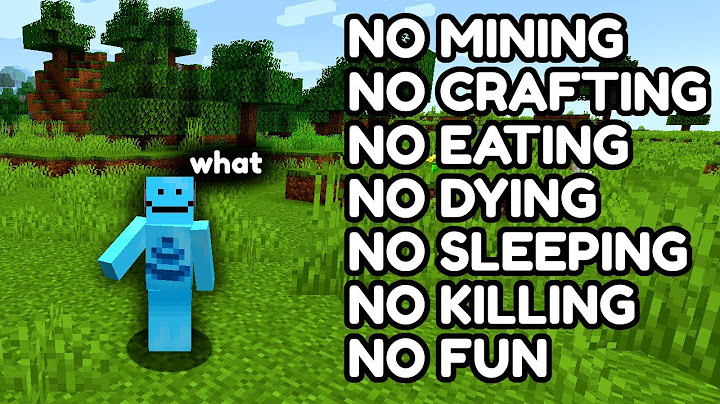 NO MINING
NO CRAFTING
NO EATING
NO DYING
NO SLEEPING
NO KILLING
NO FUN
what